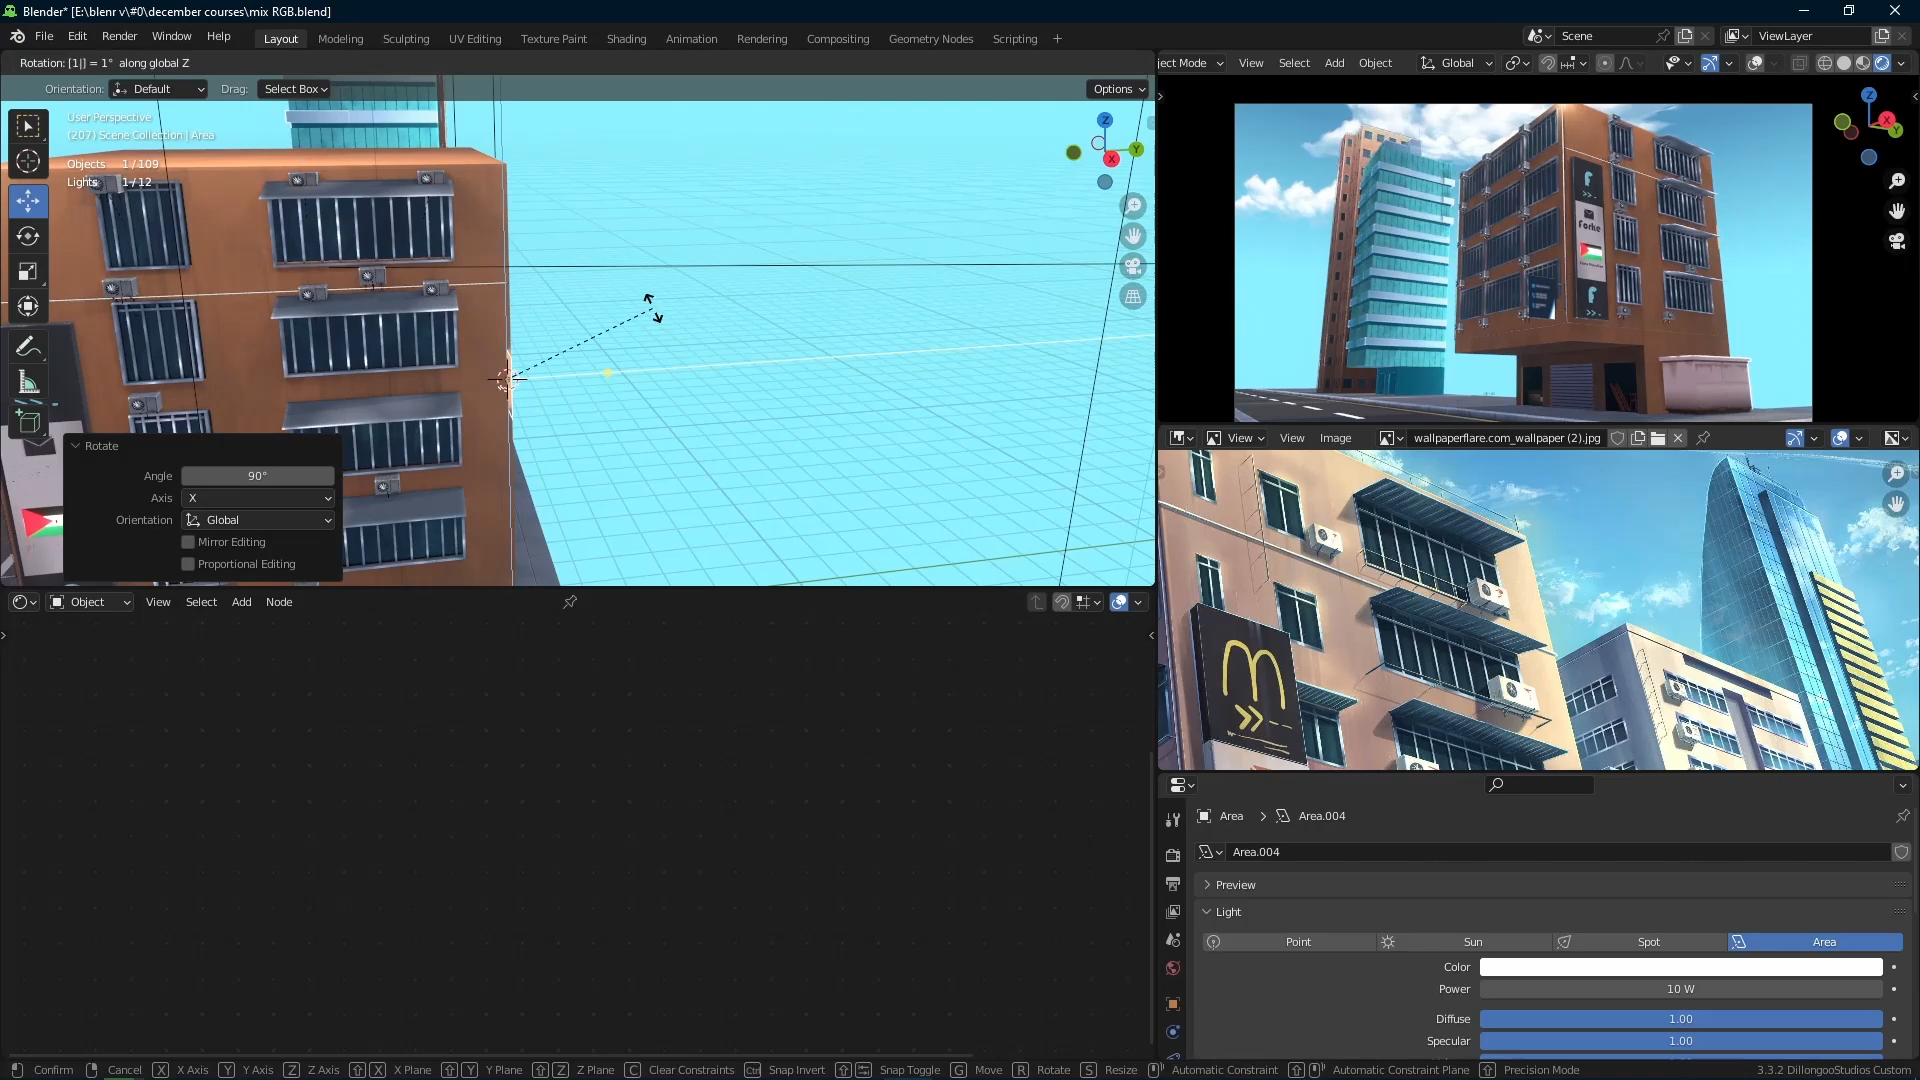 Blender* [E:\blenr v\#0\december courses\mix RGB.blend]
File Edit Render Window Help Layout Modeling Sculpting UV Editing Texture Paint Shading Animation Rendering Compositing Geometry Nodes Scripting + Scene ViewLayer
Rotation: [1|] = 1° along global Z
ject Mode View Select Add Object Global
Orientation: Default Drag: Select Box Options
User Perspective
(207) Scene Collection | Area
Objects 1/109
Lights 1/12
Z
Y
X
Z
X
Y
Forke
Rotate
Angle 90°
Axis X
Orientation Global
Mirror Editing
Proportional Editing
View View Image wallpaperflare.com_wallpaper (2).jpg
Object View Select Add Node
Area > Area.004
Area.004
Preview
Light
Point Sun Spot Area
Color
Power 10 W
Diffuse 1.00
Specular 1.00
Confirm Cancel X X Axis Y Y Axis Z Z Axis X X Plane Y Y Plane Z Z Plane C Clear Constraints Ctrl Snap Invert Snap Toggle G Move R Rotate S Resize Automatic Constraint Automatic Constraint Plane Precision Mode 3.3.2 DillongooStudios Custom